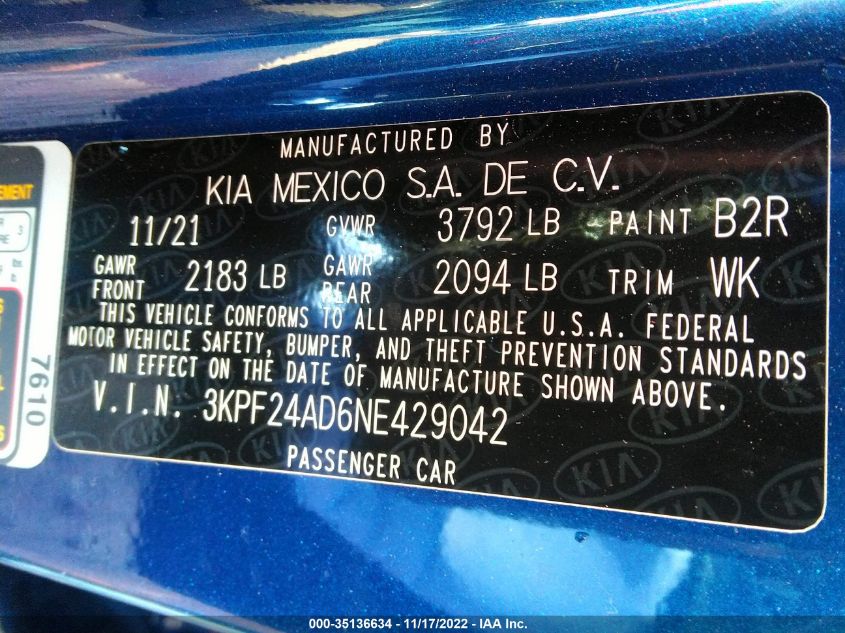 MANUFACTURED BY
KIA MEXICO S.A. DE C.V.
11/21 GVWR 3792 LB PAINT B2R
GAWR FRONT 2183 LB GAWR REAR 2094 LB TRIM WK
THIS VEHICLE CONFORMS TO ALL APPLICABLE U.S.A. FEDERAL
MOTOR VEHICLE SAFETY, BUMPER, AND THEFT PREVENTION STANDARDS
IN EFFECT ON THE DATE OF MANUFACTURE SHOWN ABOVE.
V.I.N. 3KPF24AD6NE429042
PASSENGER CAR
7610
000-35136634 - 11/17/2022 - IAA Inc.